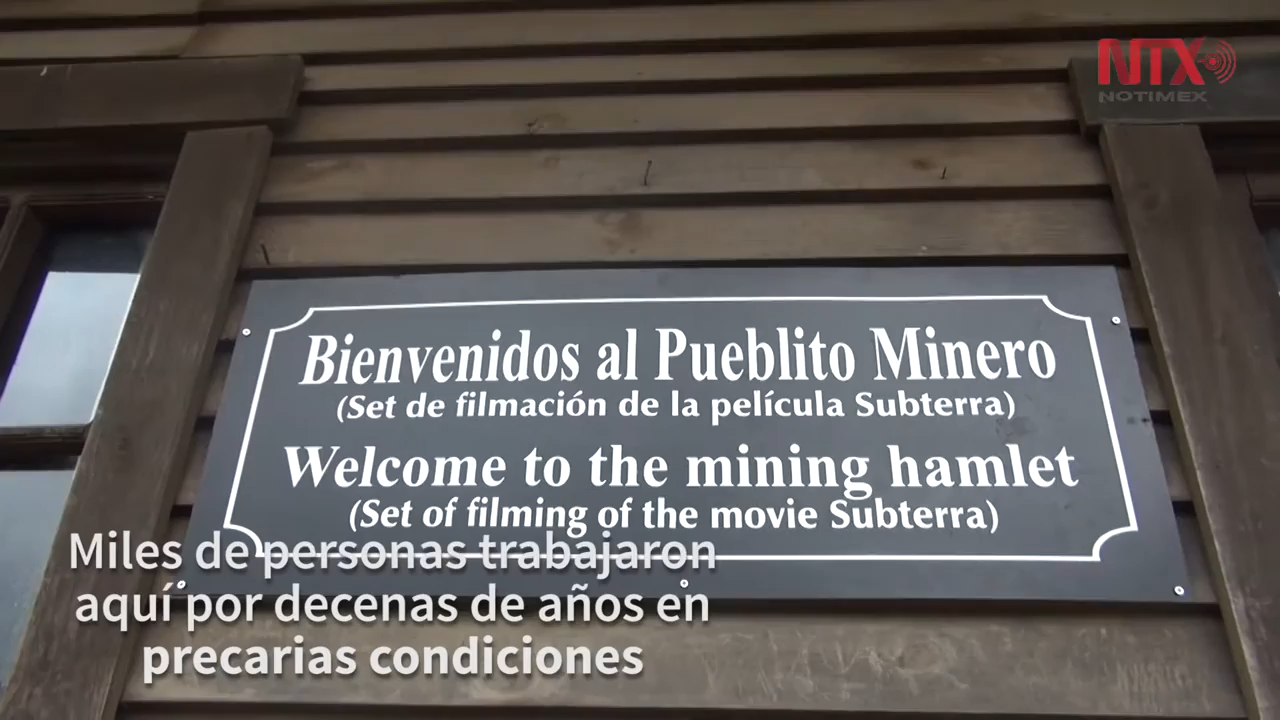 NTX
NOTIMEX
Bienvenidos al Pueblito Minero
(Set de filmación de la película Subterra)
Welcome to the mining hamlet
(Set of filming of the movie Subterra)
Miles de personas trabajaron
aquí por decenas de años en
precarias condiciones